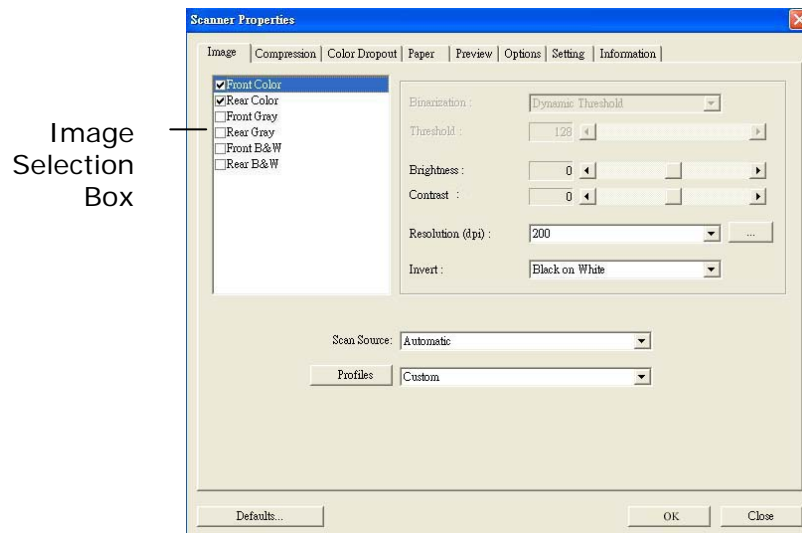 Scanner Properties
Image Compression Color Dropout Paper Preview Options Setting Information
Image
Selection
Box
Front Color
Rear Color
Front Gray
Rear Gray
Front B&W
Rear B&W
Binarization : Dynamic Threshold
Threshold : 128
Brightness : 0
Contrast : 0
Resolution (dpi) : 200 ...
Invert : Black on White
Scan Source: Automatic
Profiles Custom
Defaults... OK Close